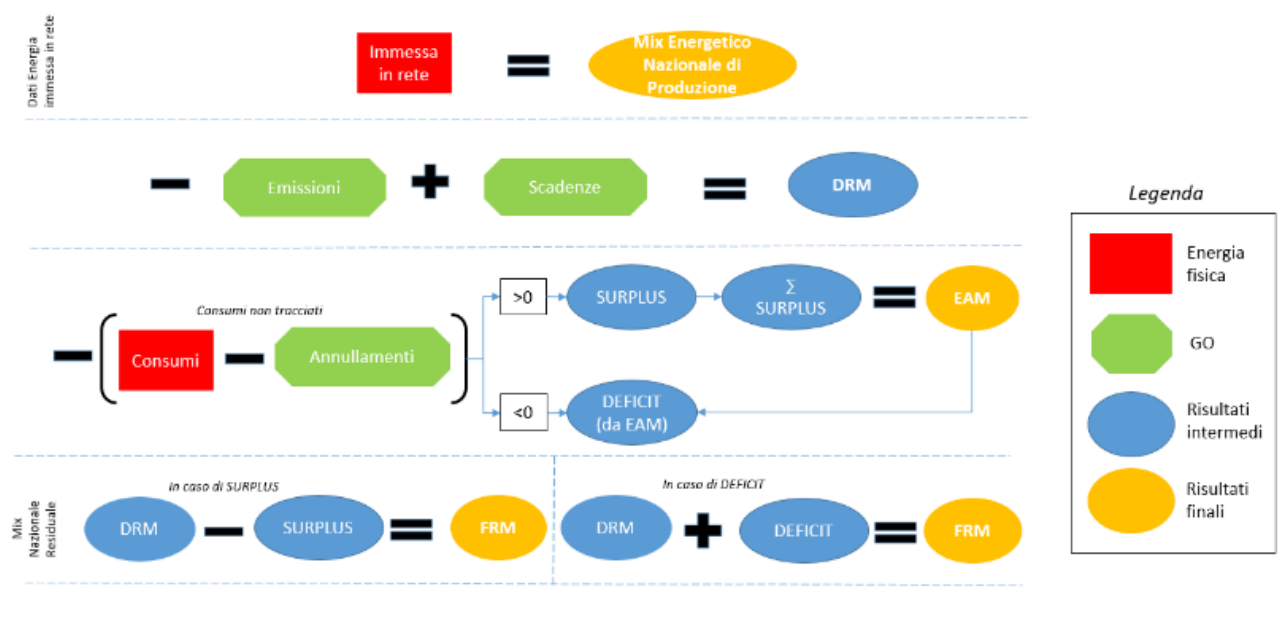 Dati Energia
immessa in rete
Immessa
in rete
=
Mix Energetico
Nazionale di
Produzione
-
Emissioni
+
Scadenze
=
DRM
Consumi non tracciati
-
(
Consumi
-
Annullamenti
)
>0
SURPLUS
∑
SURPLUS
=
EAM
<0
DEFICIT
(da EAM)
Mix
Nazionale
Residuale
In caso di SURPLUS
DRM
-
SURPLUS
=
FRM
In caso di DEFICIT
DRM
+
DEFICIT
=
FRM
Legenda
Energia
fisica
GO
Risultati
intermedi
Risultati
finali